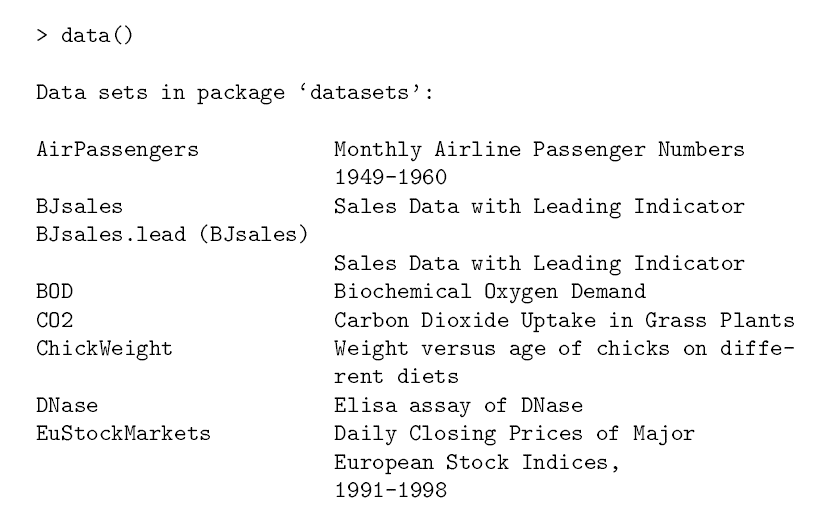 > data()
Data sets in package ‘datasets’:
AirPassengers Monthly Airline Passenger Numbers
1949-1960
BJsales Sales Data with Leading Indicator
BJsales.lead (BJsales)
Sales Data with Leading Indicator
BOD Biochemical Oxygen Demand
CO2 Carbon Dioxide Uptake in Grass Plants
ChickWeight Weight versus age of chicks on diffe-
rent diets
DNase Elisa assay of DNase
EuStockMarkets Daily Closing Prices of Major
European Stock Indices,
1991-1998